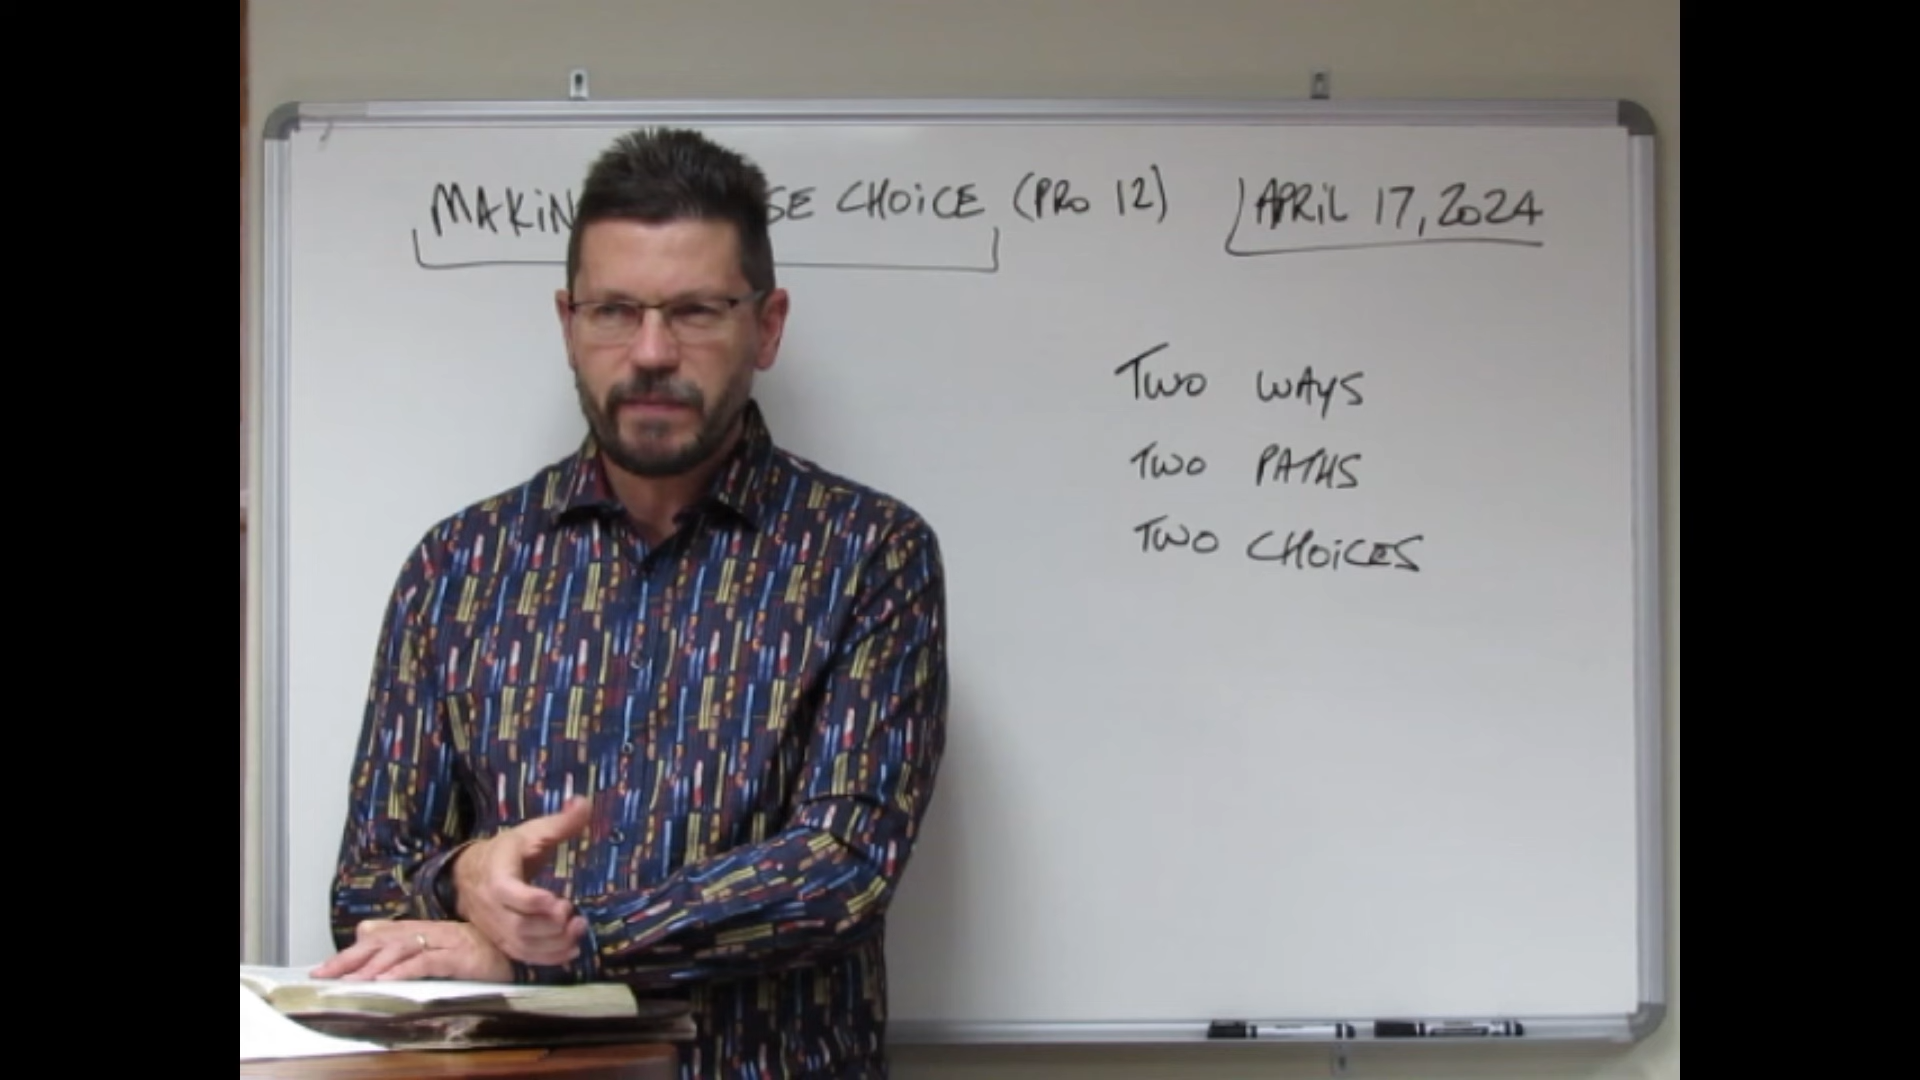 MAKiN SE CHOiCE (PRO 12) APRiL 17, 2024
TWO WAYS
TWO PATHS
TWO CHOiCES